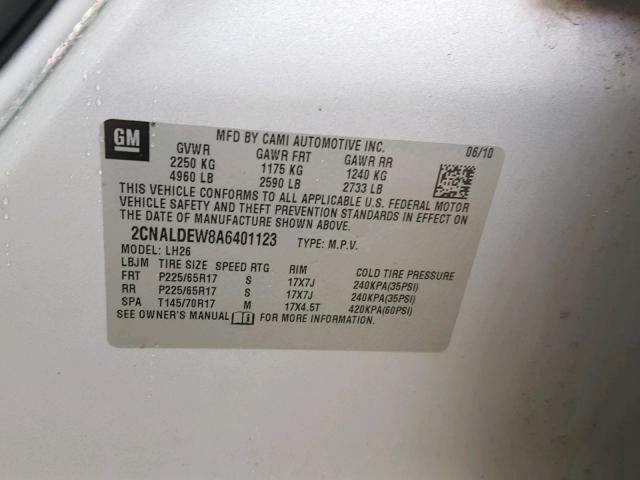 GM
MFD BY CAMI AUTOMOTIVE INC.
06/10
GVWR GAWR FRT GAWR RR
2250 KG 1175 KG 1240 KG
4960 LB 2590 LB 2733 LB
THIS VEHICLE CONFORMS TO ALL APPLICABLE U.S. FEDERAL MOTOR
VEHICLE SAFETY AND THEFT PREVENTION STANDARDS IN EFFECT ON
THE DATE OF MANUFACTURE SHOWN ABOVE.
2CNALDEW8A6401123 TYPE: M.P.V.
MODEL: LH26
LBJM TIRE SIZE SPEED RTG RIM COLD TIRE PRESSURE
FRT P225/65R17 S 17X7J 240KPA(35PSI)
RR P225/65R17 S 17X7J 240KPA(35PSI)
SPA T145/70R17 M 17X4.5T 420KPA(60PSI)
SEE OWNER'S MANUAL i FOR MORE INFORMATION.